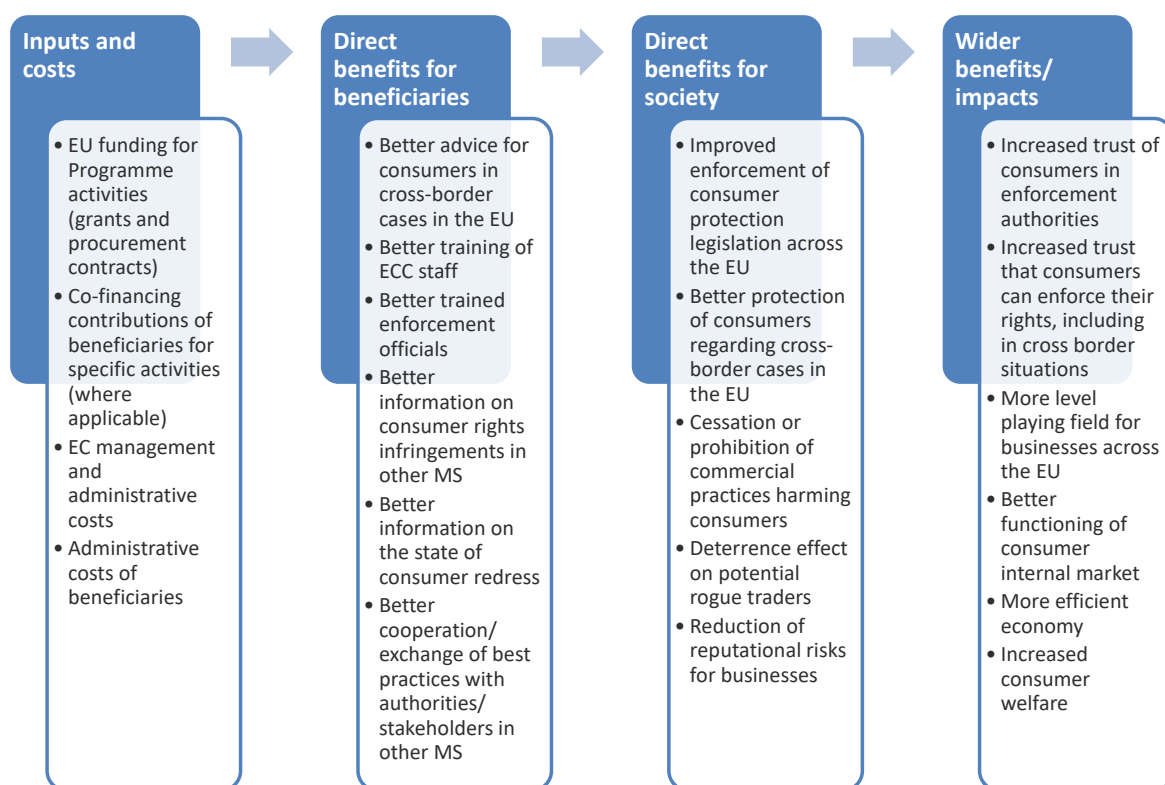 Inputs and
costs
• EU funding for
Programme
activities
(grants and
procurement
contracts)
• Co-financing
contributions of
beneficiaries for
specific activities
(where
applicable)
• EC management
and
administrative
costs
• Administrative
costs of
beneficiaries
Direct
benefits for
beneficiaries
• Better advice for
consumers in
cross-border
cases in the EU
• Better training of
ECC staff
• Better trained
enforcement
officials
• Better
information on
consumer rights
infringements in
other MS
• Better
information on
the state of
consumer redress
• Better
cooperation/
exchange of best
practices with
authorities/
stakeholders in
other MS
Direct
benefits for
society
• Improved
enforcement of
consumer
protection
legislation across
the EU
• Better protection
of consumers
regarding cross-
border cases in
the EU
• Cessation or
prohibition of
commercial
practices harming
consumers
• Deterrence effect
on potential
rogue traders
• Reduction of
reputational risks
for businesses
Wider
benefits/
impacts
• Increased trust of
consumers in
enforcement
authorities
• Increased trust
that consumers
can enforce their
rights, including
in cross border
situations
• More level
playing field for
businesses across
the EU
• Better
functioning of
consumer
internal market
• More efficient
economy
• Increased
consumer
welfare